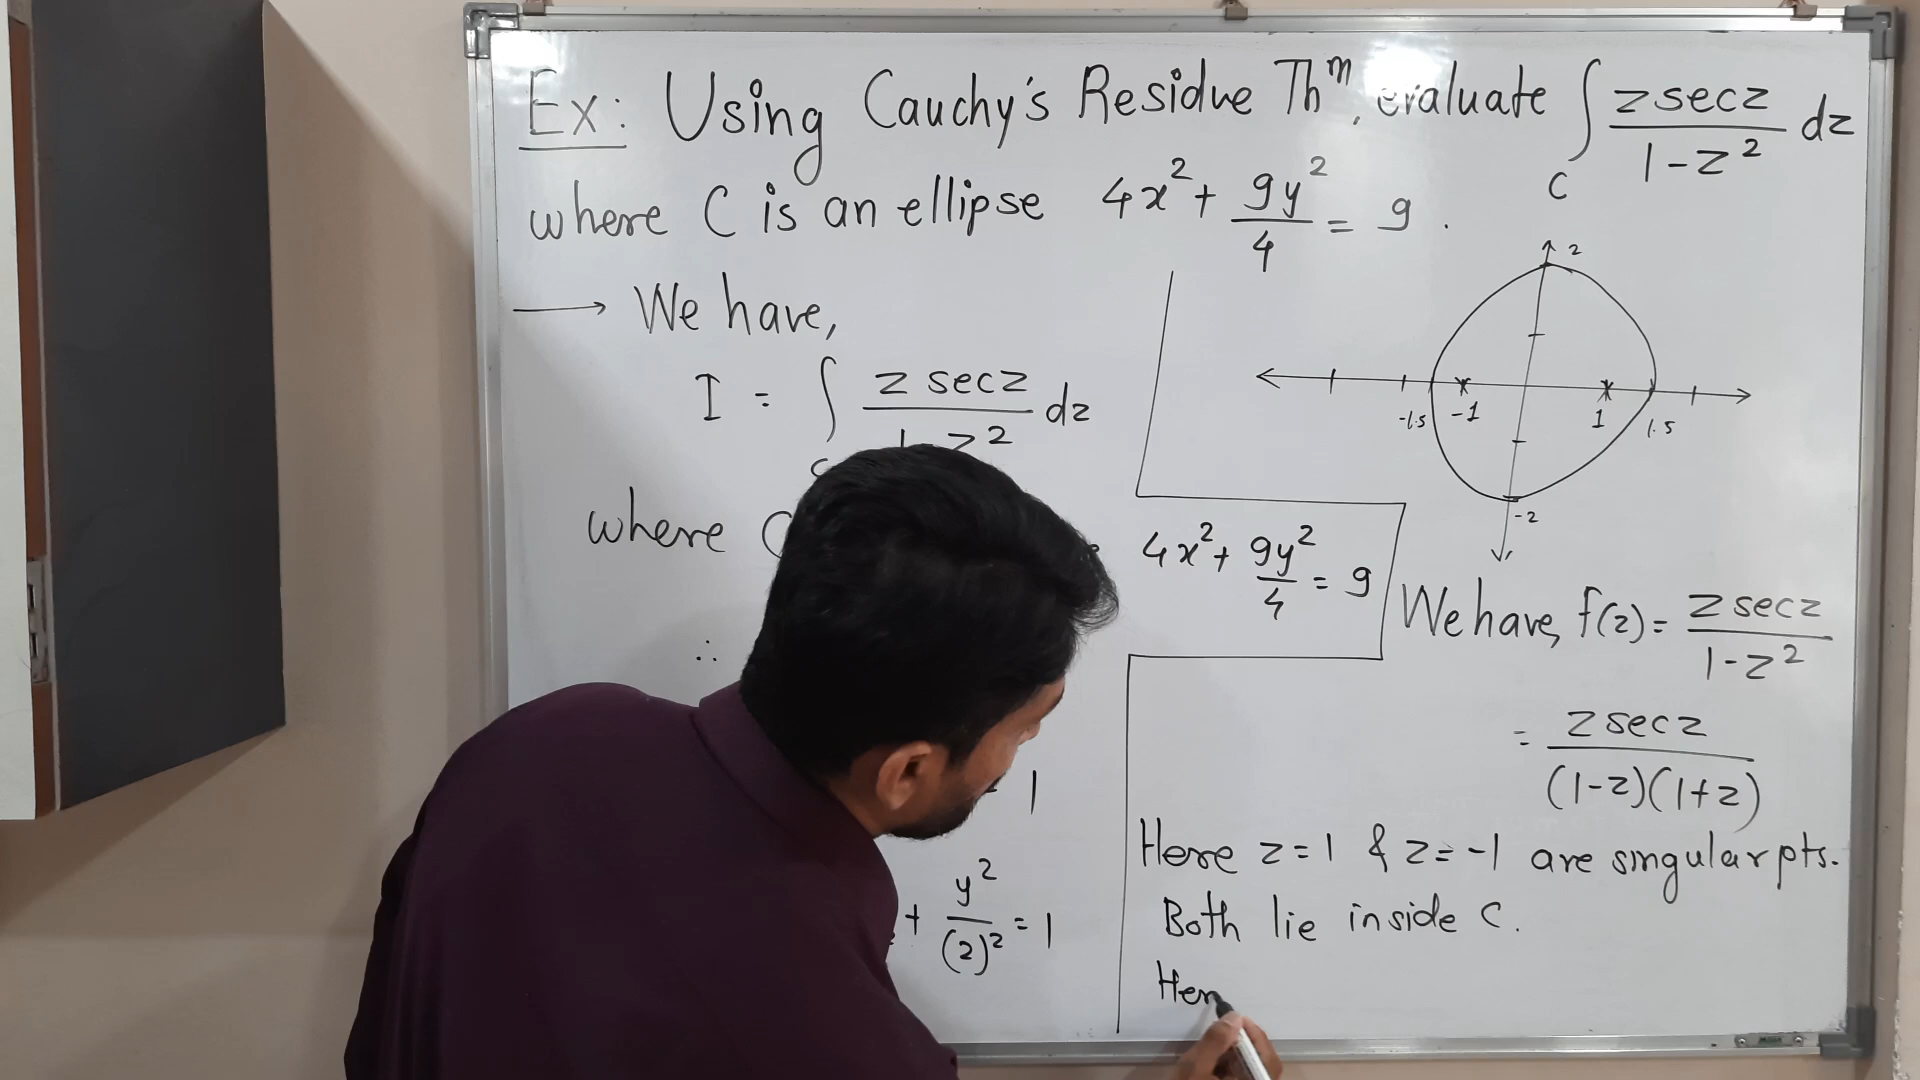 Ex: Using Cauchy's Residue Thᵐ, evaluate ∫_C (z sec z)/(1-z²) dz
where C is an ellipse 4x² + 9y²/4 = 9.
→ We have,
I = ∫ (z sec z)/(1-z²) dz
where C
4x² + 9y²/4 = 9
∴
= 1
+ y²/(2)² = 1
2
-1.5 -1 1 1.5
-2
We have, f(z) = (z sec z)/(1-z²)
= (z sec z)/((1-z)(1+z))
Here z=1 & z=-1 are singular pts.
Both lie inside C.
Her